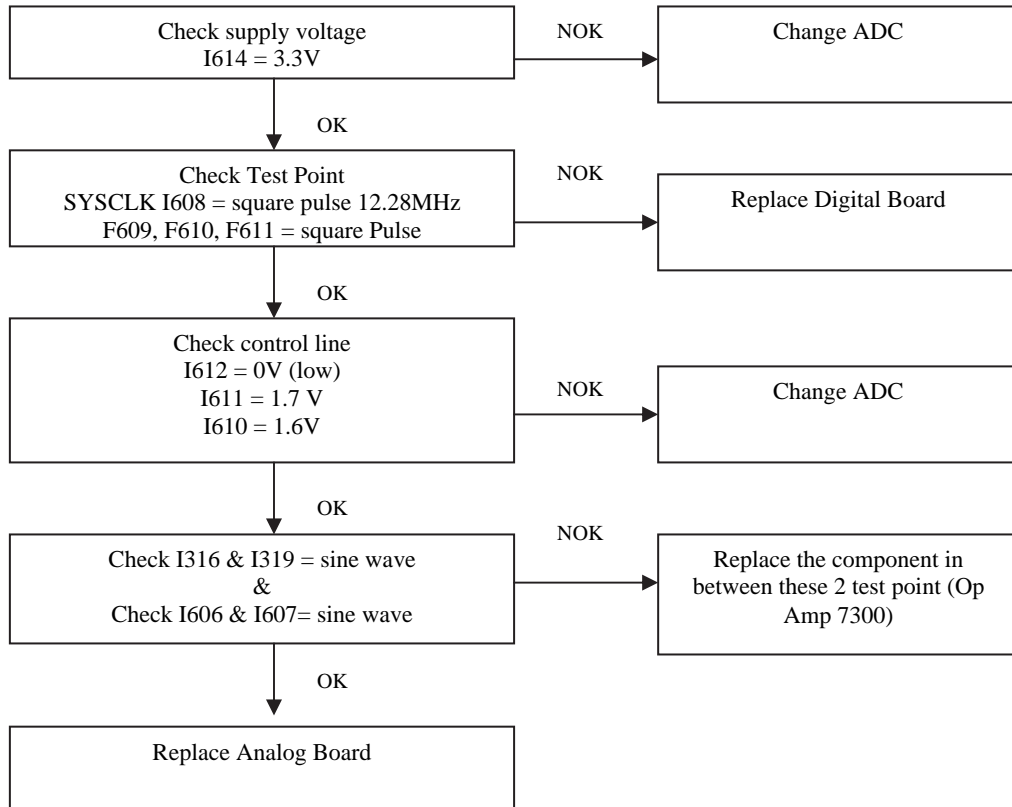 Check supply voltage
I614 = 3.3V
NOK
Change ADC
OK
Check Test Point
SYSCLK I608 = square pulse 12.28MHz
F609, F610, F611 = square Pulse
NOK
Replace Digital Board
OK
Check control line
I612 = 0V (low)
I611 = 1.7 V
I610 = 1.6V
NOK
Change ADC
OK
Check I316 & I319 = sine wave
&
Check I606 & I607= sine wave
NOK
Replace the component in
between these 2 test point (Op
Amp 7300)
OK
Replace Analog Board